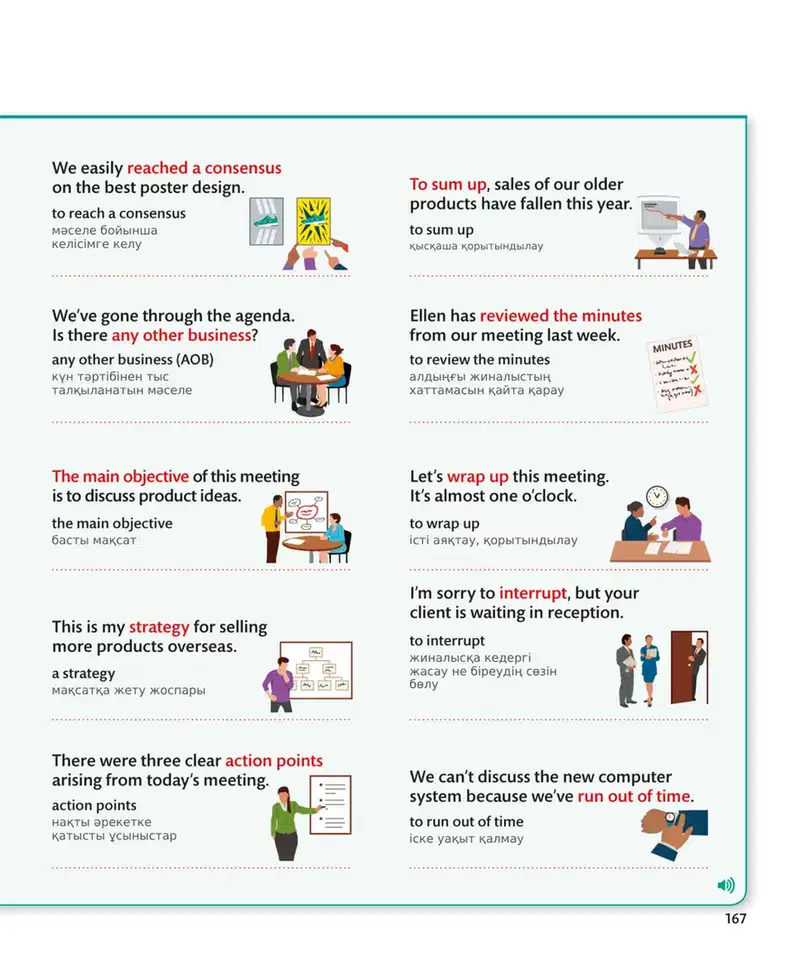 We easily reached a consensus
on the best poster design.
to reach a consensus
мәселе бойынша
келісімге келу
We've gone through the agenda.
Is there any other business?
any other business (AOB)
күн тәртібінен тыс
талқыланатын мәселе
The main objective of this meeting
is to discuss product ideas.
the main objective
басты мақсат
This is my strategy for selling
more products overseas.
a strategy
мақсатқа жету жоспары
There were three clear action points
arising from today's meeting.
action points
нақты әрекетке
қатысты ұсыныстар
To sum up, sales of our older
products have fallen this year.
to sum up
қысқаша қорытындылау
Ellen has reviewed the minutes
from our meeting last week.
to review the minutes
алдыңғы жиналыстың
хаттамасын қайта қарау
MINUTES
Let's wrap up this meeting.
It's almost one o'clock.
to wrap up
істі аяқтау, қорытындылау
I'm sorry to interrupt, but your
client is waiting in reception.
to interrupt
жиналысқа кедергі
жасау не біреудің сөзін
бөлу
We can't discuss the new computer
system because we've run out of time.
to run out of time
іске уақыт қалмау
167